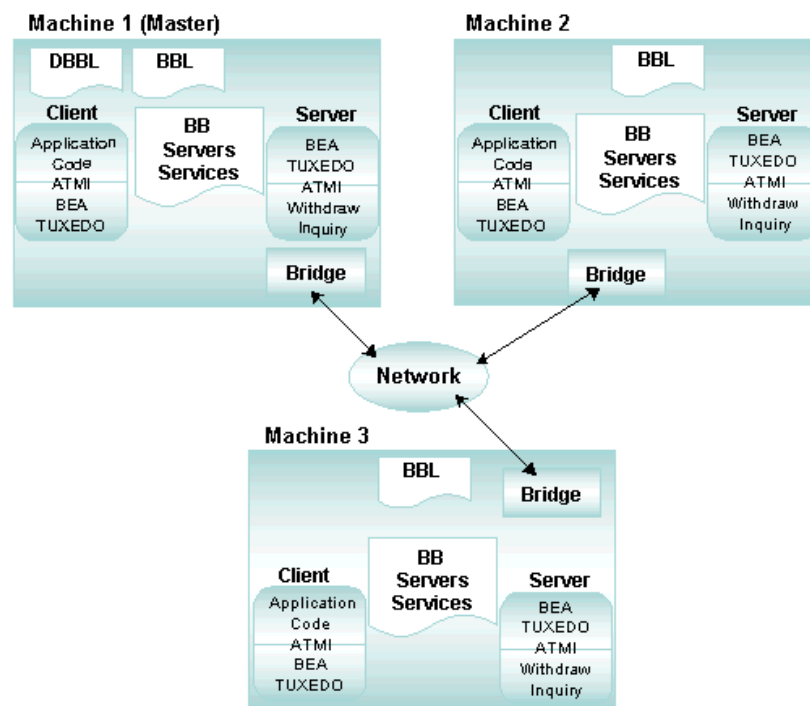 Machine 1 (Master)
DBBL
BBL
Client
Application
Code
ATMI
BEA
TUXEDO
BB
Servers
Services
Server
BEA
TUXEDO
ATMI
Withdraw
Inquiry
Bridge
Machine 2
BBL
Client
Application
Code
ATMI
BEA
TUXEDO
BB
Servers
Services
Server
BEA
TUXEDO
ATMI
Withdraw
Inquiry
Bridge
Network
Machine 3
BBL
Bridge
Client
Application
Code
ATMI
BEA
TUXEDO
BB
Servers
Services
Server
BEA
TUXEDO
ATMI
Withdraw
Inquiry